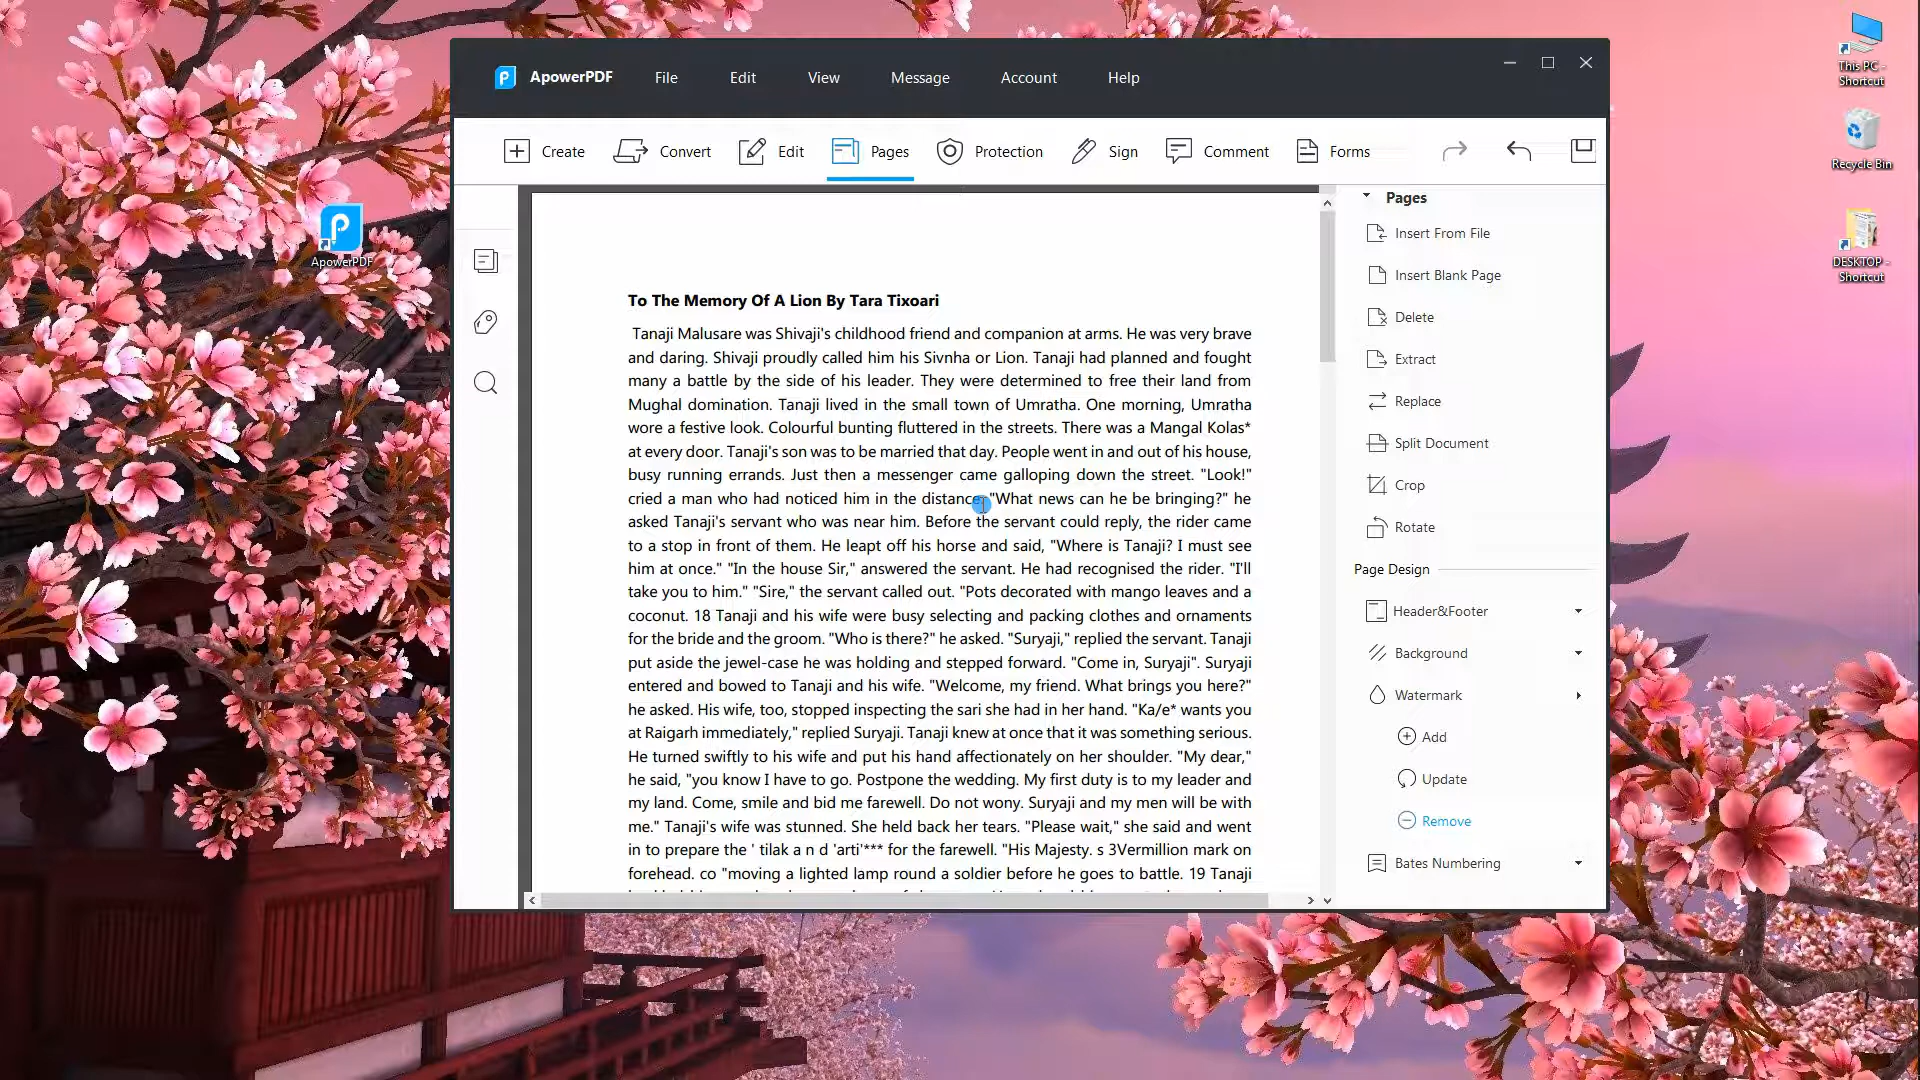 ApowerPDF File Edit View Message Account Help
Create Convert Edit Pages Protection Sign Comment Forms
Pages
Insert From File
Insert Blank Page
Delete
Extract
Replace
Split Document
Crop
Rotate
Page Design
Header&Footer
Background
Watermark
Add
Update
Remove
Bates Numbering
To The Memory Of A Lion By Tara Tixoari
Tanaji Malusare was Shivaji's childhood friend and companion at arms. He was very brave
and daring. Shivaji proudly called him his Sivnha or Lion. Tanaji had planned and fought
many a battle by the side of his leader. They were determined to free their land from
Mughal domination. Tanaji lived in the small town of Umratha. One morning, Umratha
wore a festive look. Colourful bunting fluttered in the streets. There was a Mangal Kolas*
at every door. Tanaji's son was to be married that day. People went in and out of his house,
busy running errands. Just then a messenger came galloping down the street. "Look!"
cried a man who had noticed him in the distance. "What news can he be bringing?" he
asked Tanaji's servant who was near him. Before the servant could reply, the rider came
to a stop in front of them. He leapt off his horse and said, "Where is Tanaji? I must see
him at once." "In the house Sir," answered the servant. He had recognised the rider. "I'll
take you to him." "Sire," the servant called out. "Pots decorated with mango leaves and a
coconut. 18 Tanaji and his wife were busy selecting and packing clothes and ornaments
for the bride and the groom. "Who is there?" he asked. "Suryaji," replied the servant. Tanaji
put aside the jewel-case he was holding and stepped forward. "Come in, Suryaji". Suryaji
entered and bowed to Tanaji and his wife. "Welcome, my friend. What brings you here?"
he asked. His wife, too, stopped inspecting the sari she had in her hand. "Ka/e* wants you
at Raigarh immediately," replied Suryaji. Tanaji knew at once that it was something serious.
He turned swiftly to his wife and put his hand affectionately on her shoulder. "My dear,"
he said, "you know I have to go. Postpone the wedding. My first duty is to my leader and
my land. Come, smile and bid me farewell. Do not wony. Suryaji and my men will be with
me." Tanaji's wife was stunned. She held back her tears. "Please wait," she said and went
in to prepare the ' tilak a n d 'arti'*** for the farewell. "His Majesty. s 3Vermillion mark on
forehead. co "moving a lighted lamp round a soldier before he goes to battle. 19 Tanaji
ApowerPDF
This PC -
Shortcut
Recycle Bin
DESKTOP -
Shortcut